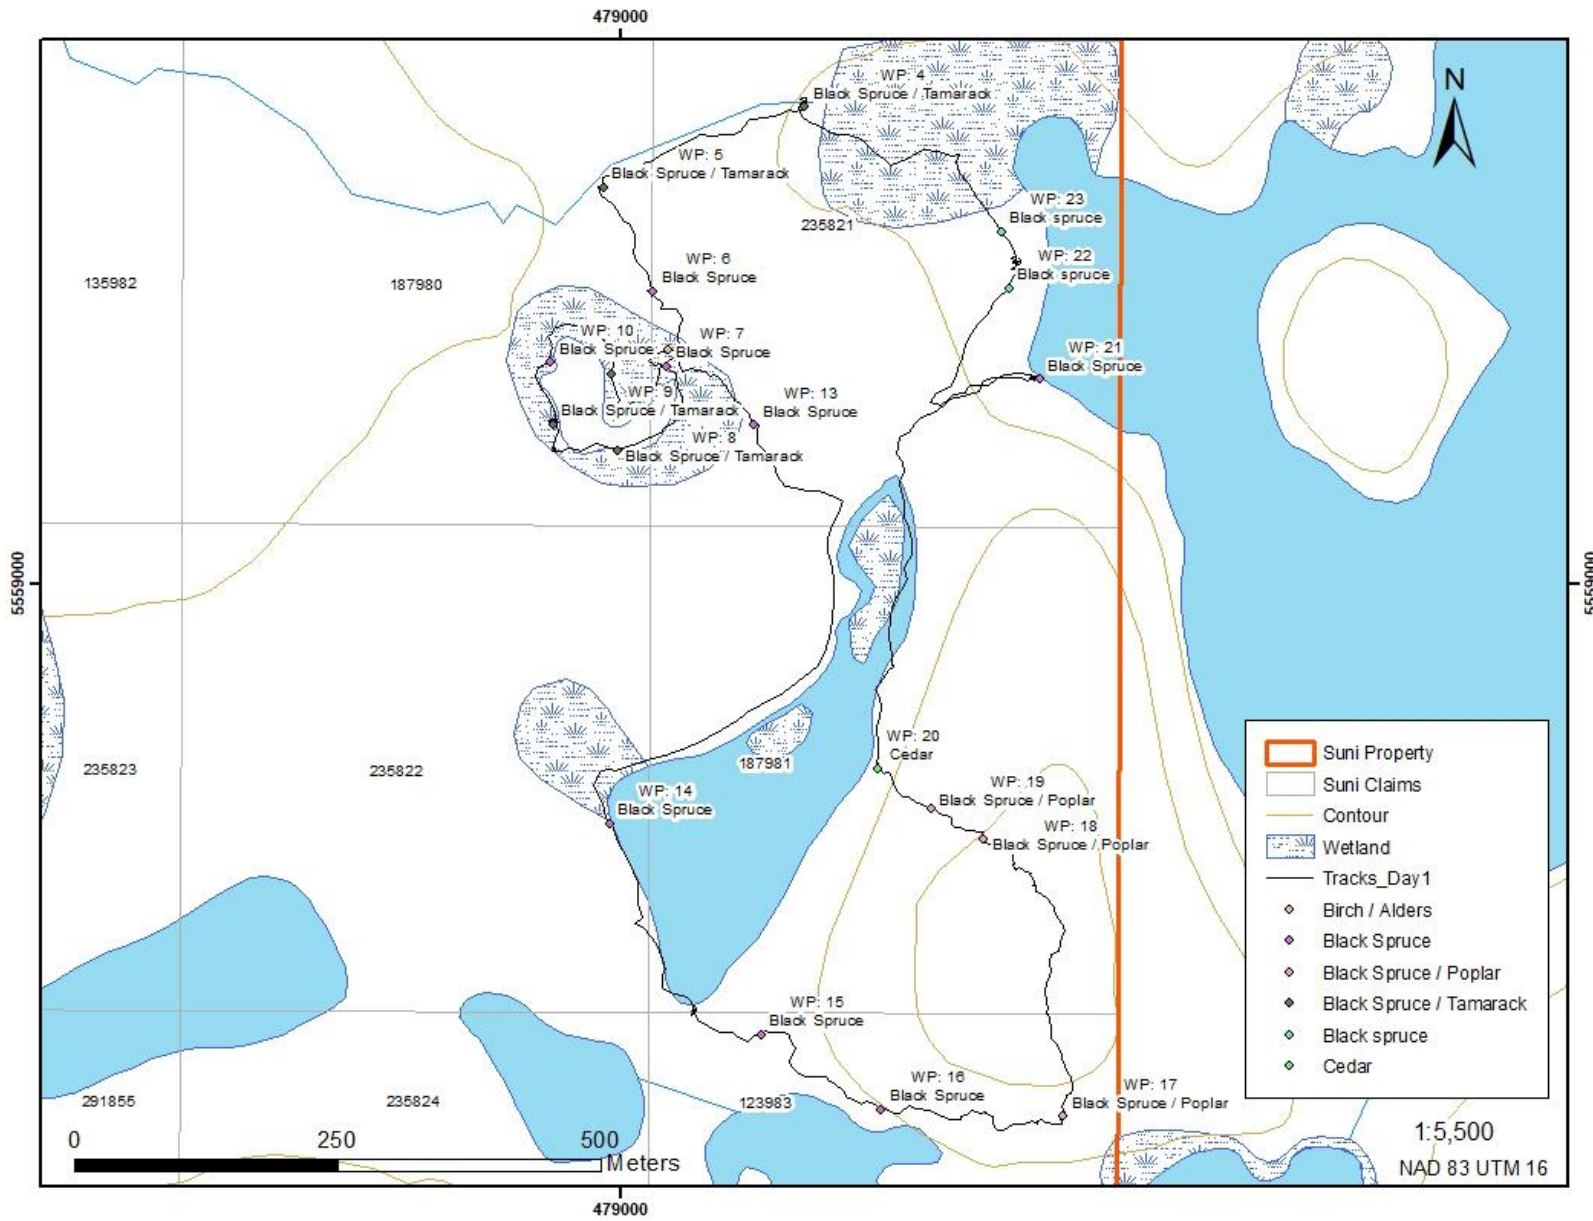 479000
N
WP: 4
Black Spruce / Tamarack
WP: 5
Black Spruce / Tamarack
WP: 23
Black spruce
235821
WP: 6
Black Spruce
WP: 22
Black spruce
135982
187980
WP: 10
Black Spruce
WP: 7
Black Spruce
WP: 21
Black Spruce
WP: 9
Black Spruce / Tamarack
WP: 13
Black Spruce
WP: 8
Black Spruce / Tamarack
5559000
5559000
WP: 20
Cedar
235823
235822
187981
WP: 14
Black Spruce
WP: 19
Black Spruce / Poplar
WP: 18
Black Spruce / Poplar
Suni Property
Suni Claims
Contour
Wetland
Tracks_Day1
Birch / Alders
Black Spruce
Black Spruce / Poplar
Black Spruce / Tamarack
Black spruce
Cedar
WP: 15
Black Spruce
WP: 16
Black Spruce
WP: 17
Black Spruce / Poplar
291855
235824
123983
0 250 500
Meters
1:5,500
NAD 83 UTM 16
479000